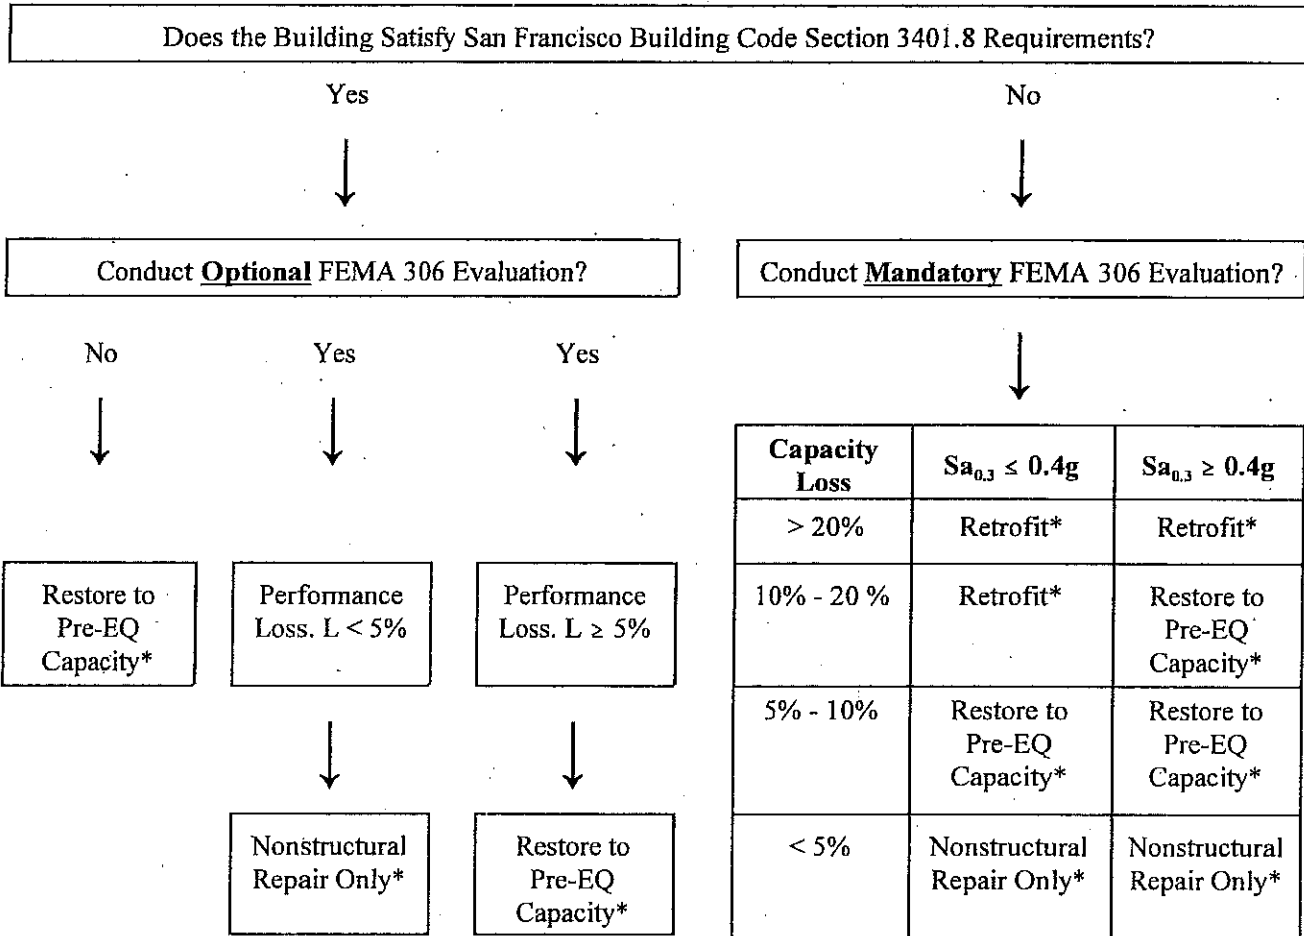 Does the Building Satisfy San Francisco Building Code Section 3401.8 Requirements?
Yes
No
Conduct Optional FEMA 306 Evaluation?
Conduct Mandatory FEMA 306 Evaluation?
No
Yes
Yes
Restore to
Pre-EQ
Capacity*
Performance
Loss. L < 5%
Performance
Loss. L ≥ 5%
Nonstructural
Repair Only*
Restore to
Pre-EQ
Capacity*
Capacity
Loss
Sa0.3 ≤ 0.4g
Sa0.3 ≥ 0.4g
> 20%
Retrofit*
Retrofit*
10% - 20 %
Retrofit*
Restore to
Pre-EQ
Capacity*
5% - 10%
Restore to
Pre-EQ
Capacity*
Restore to
Pre-EQ
Capacity*
< 5%
Nonstructural
Repair Only*
Nonstructural
Repair Only*